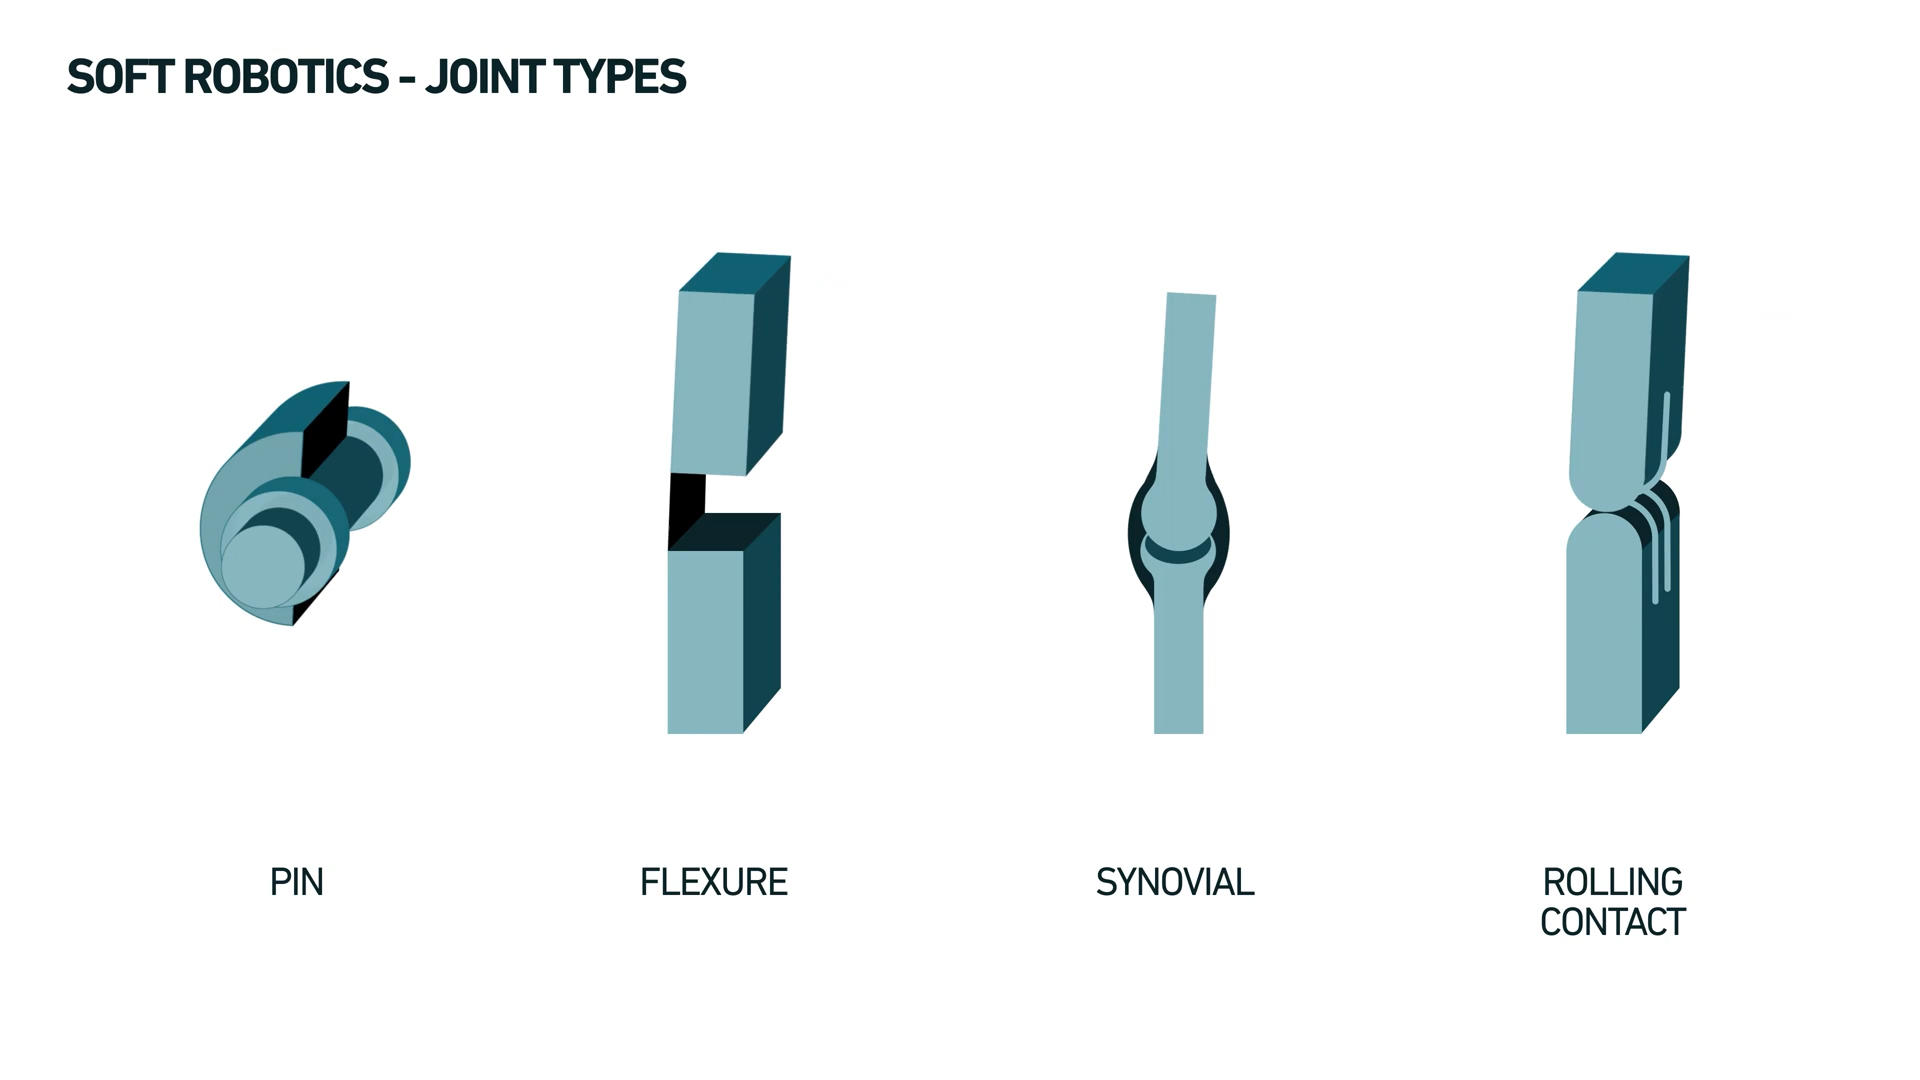 SOFT ROBOTICS - JOINT TYPES
PIN
FLEXURE
SYNOVIAL
ROLLING
CONTACT